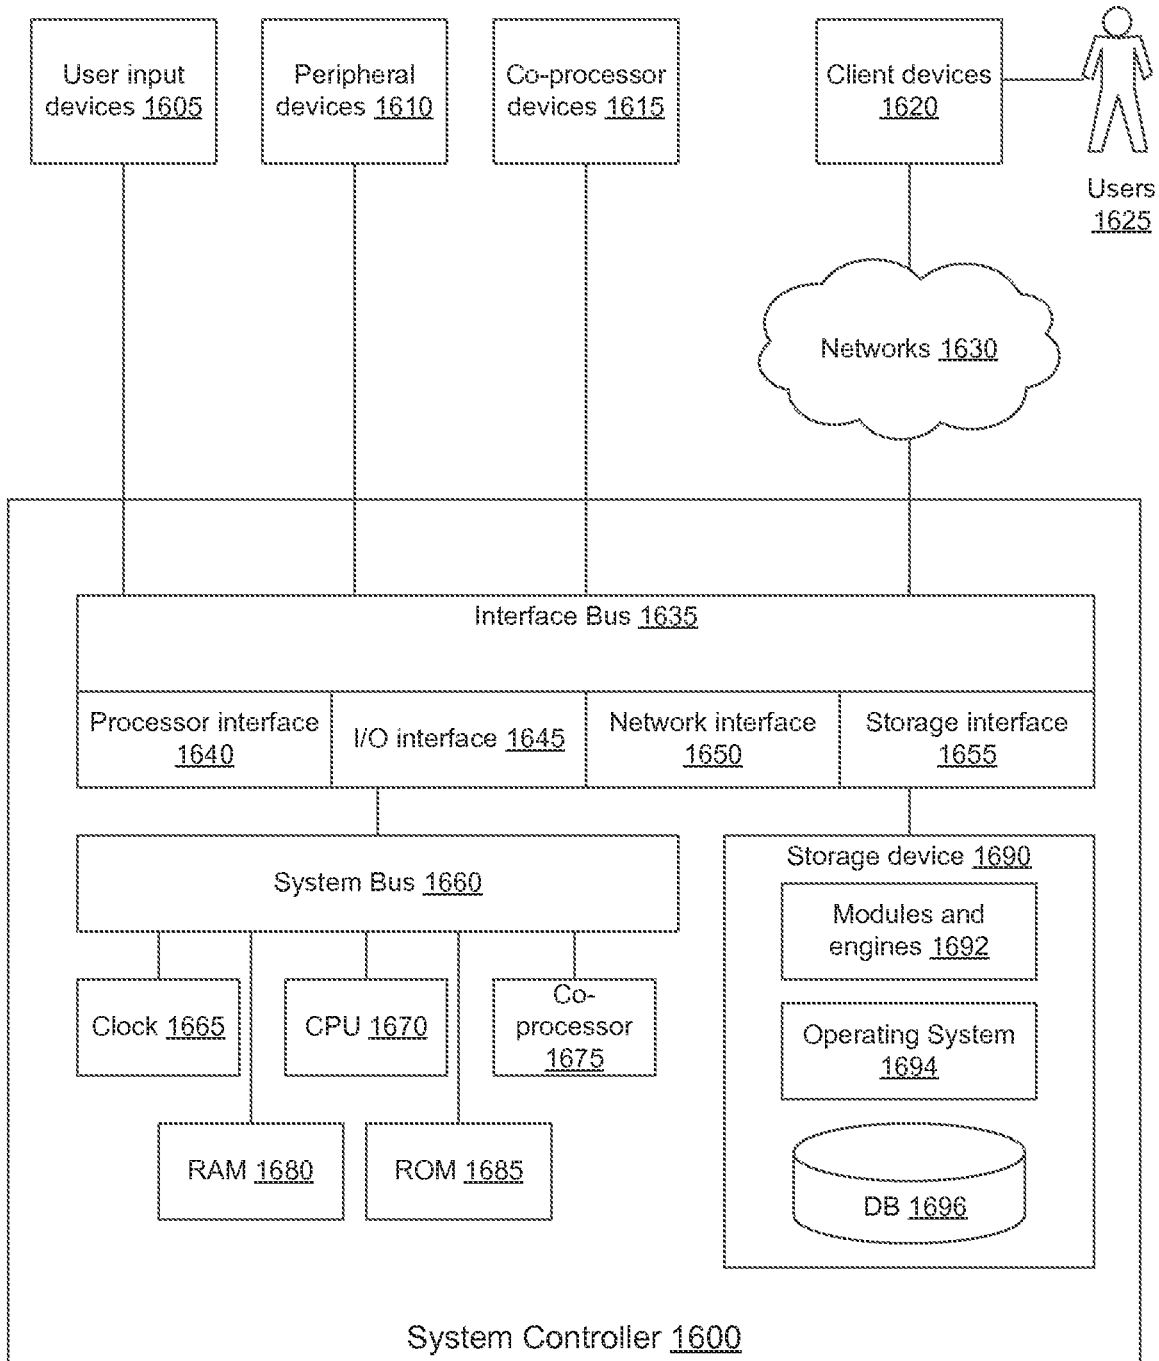 User input
devices 1605
Peripheral
devices 1610
Co-processor
devices 1615
Client devices
1620
Users
1625
Networks 1630
Interface Bus 1635
Processor interface
1640
I/O interface 1645
Network interface
1650
Storage interface
1655
System Bus 1660
Storage device 1690
Modules and
engines 1692
Clock 1665
CPU 1670
Co-
processor
1675
Operating System
1694
RAM 1680
ROM 1685
DB 1696
System Controller 1600